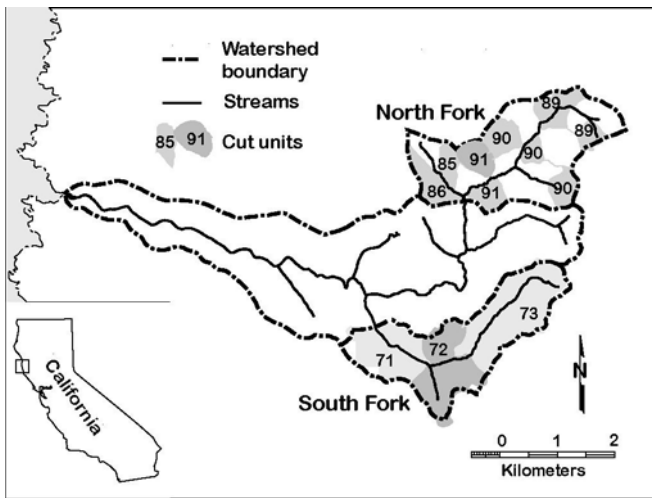 Watershed
boundary
Streams
85 91 Cut units
North Fork
89
89
90
90
85 91
86 91 90
73
72
71
South Fork
N
California
0 1 2
Kilometers